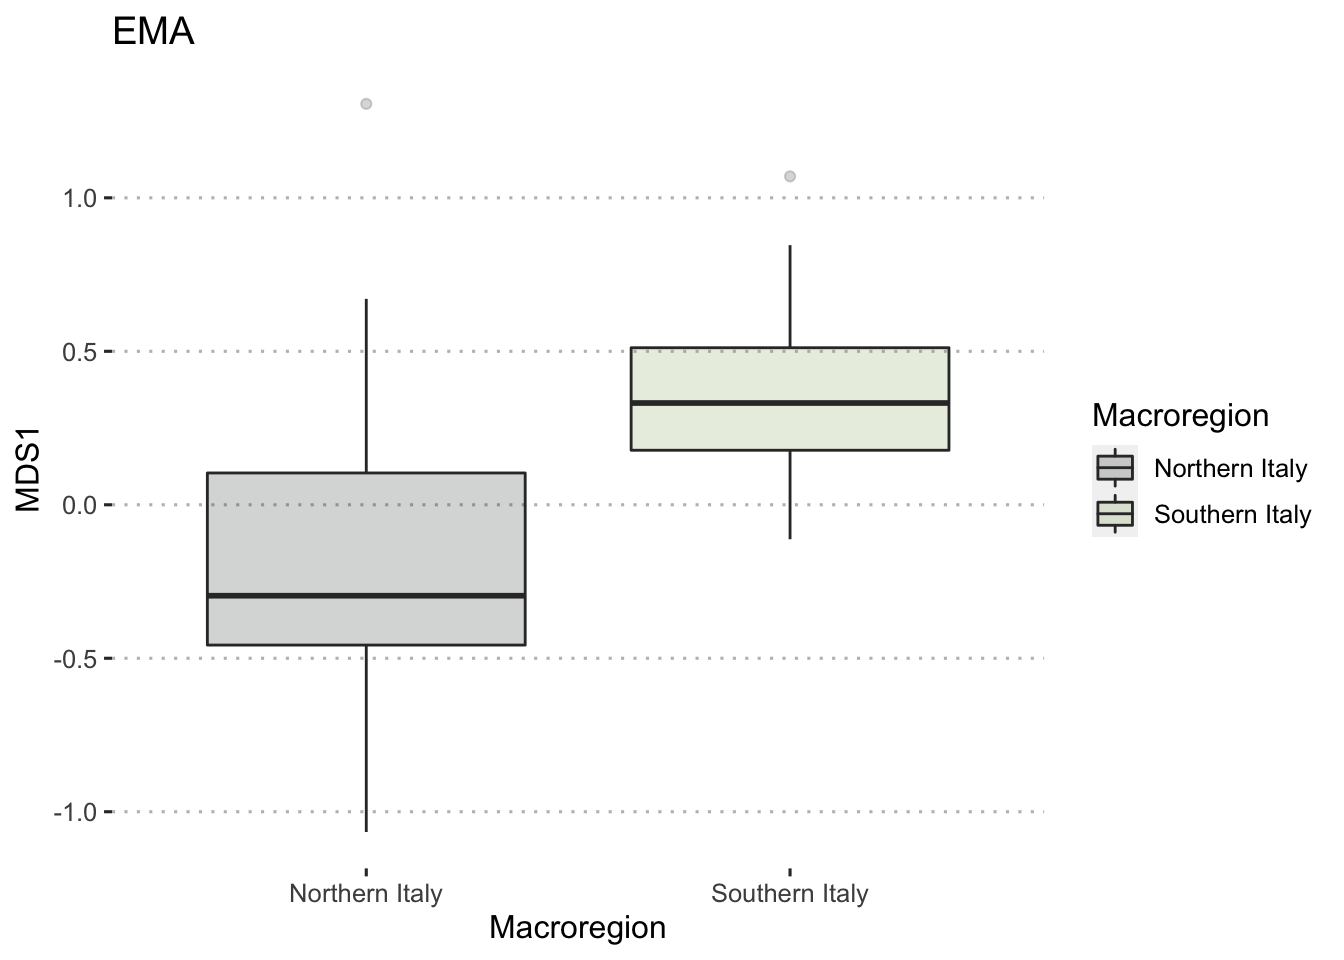 EMA
1.0
0.5
0.0
-0.5
-1.0
MDS1
Northern Italy
Southern Italy
Macroregion
Macroregion
Northern Italy
Southern Italy